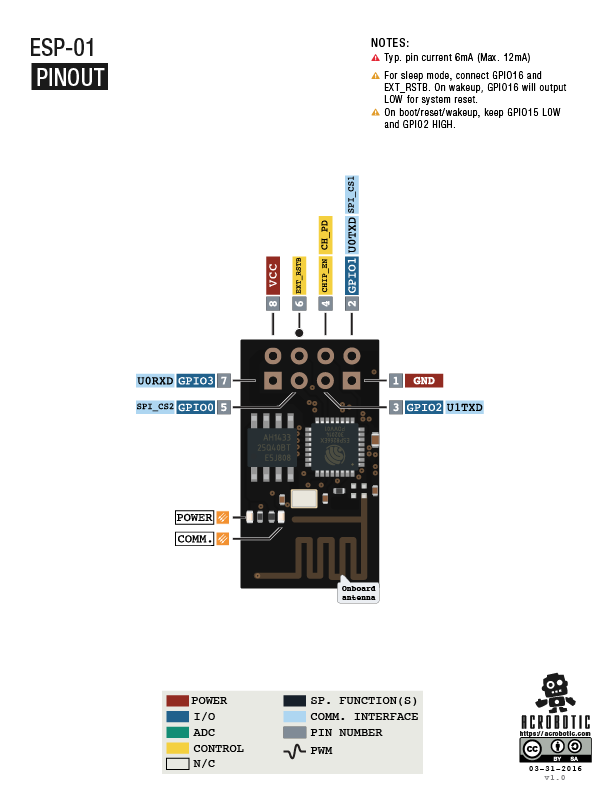 ESP-01
PINOUT
NOTES:
Typ. pin current 6mA (Max. 12mA)
For sleep mode, connect GPIO16 and
EXT_RSTB. On wakeup, GPIO16 will output
LOW for system reset.
On boot/reset/wakeup, keep GPIO15 LOW
and GPIO2 HIGH.
8 VCC
6 EXT_RSTB
4 CHIP_EN CH_PD
2 GPIO1 U0TXD SPI_CS1
U0RXD GPIO3 7
1 GND
SPI_CS2 GPIO0 5
3 GPIO2 U1TXD
AH1433
25Q40BT
E5J808
POWER
COMM.
Onboard
antenna
POWER
I/O
ADC
CONTROL
N/C
SP. FUNCTION(S)
COMM. INTERFACE
PIN NUMBER
PWM
ACROBOTIC
https://acrobotic.com
cc BY SA
03-31-2016
v1.0